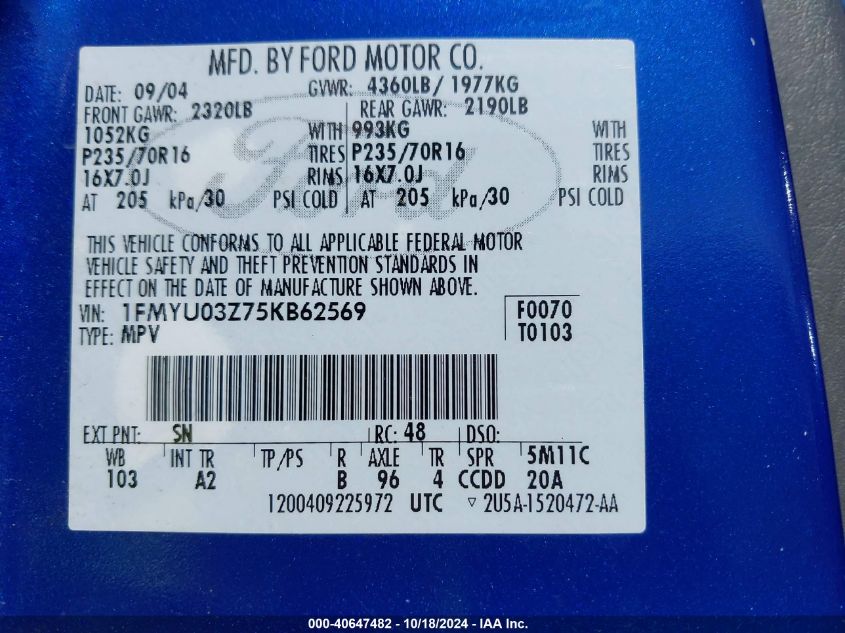 MFD. BY FORD MOTOR CO.
DATE: 09/04 GVWR: 4360LB/ 1977KG
FRONT GAWR: 2320LB REAR GAWR: 2190LB
1052KG WITH 993KG WITH
P235/70R16 TIRES P235/70R16 TIRES
16X7.0J RIMS 16X7.0J RIMS
AT 205 kPa/30 PSI COLD AT 205 kPa/30 PSI COLD
Ford
THIS VEHICLE CONFORMS TO ALL APPLICABLE FEDERAL MOTOR
VEHICLE SAFETY AND THEFT PREVENTION STANDARDS IN
EFFECT ON THE DATE OF MANUFACTURE SHOWN ABOVE.
VIN: 1FMYU03Z75KB62569 F0070
TYPE: MPV T0103
EXT PNT: SN RC: 48 DSO:
WB INT TR TP/PS R AXLE TR SPR 5M11C
103 A2 B 96 4 CCDD 20A
1200409225972 UTC ▽ 2U5A-1520472-AA
000-40647482 - 10/18/2024 - IAA Inc.